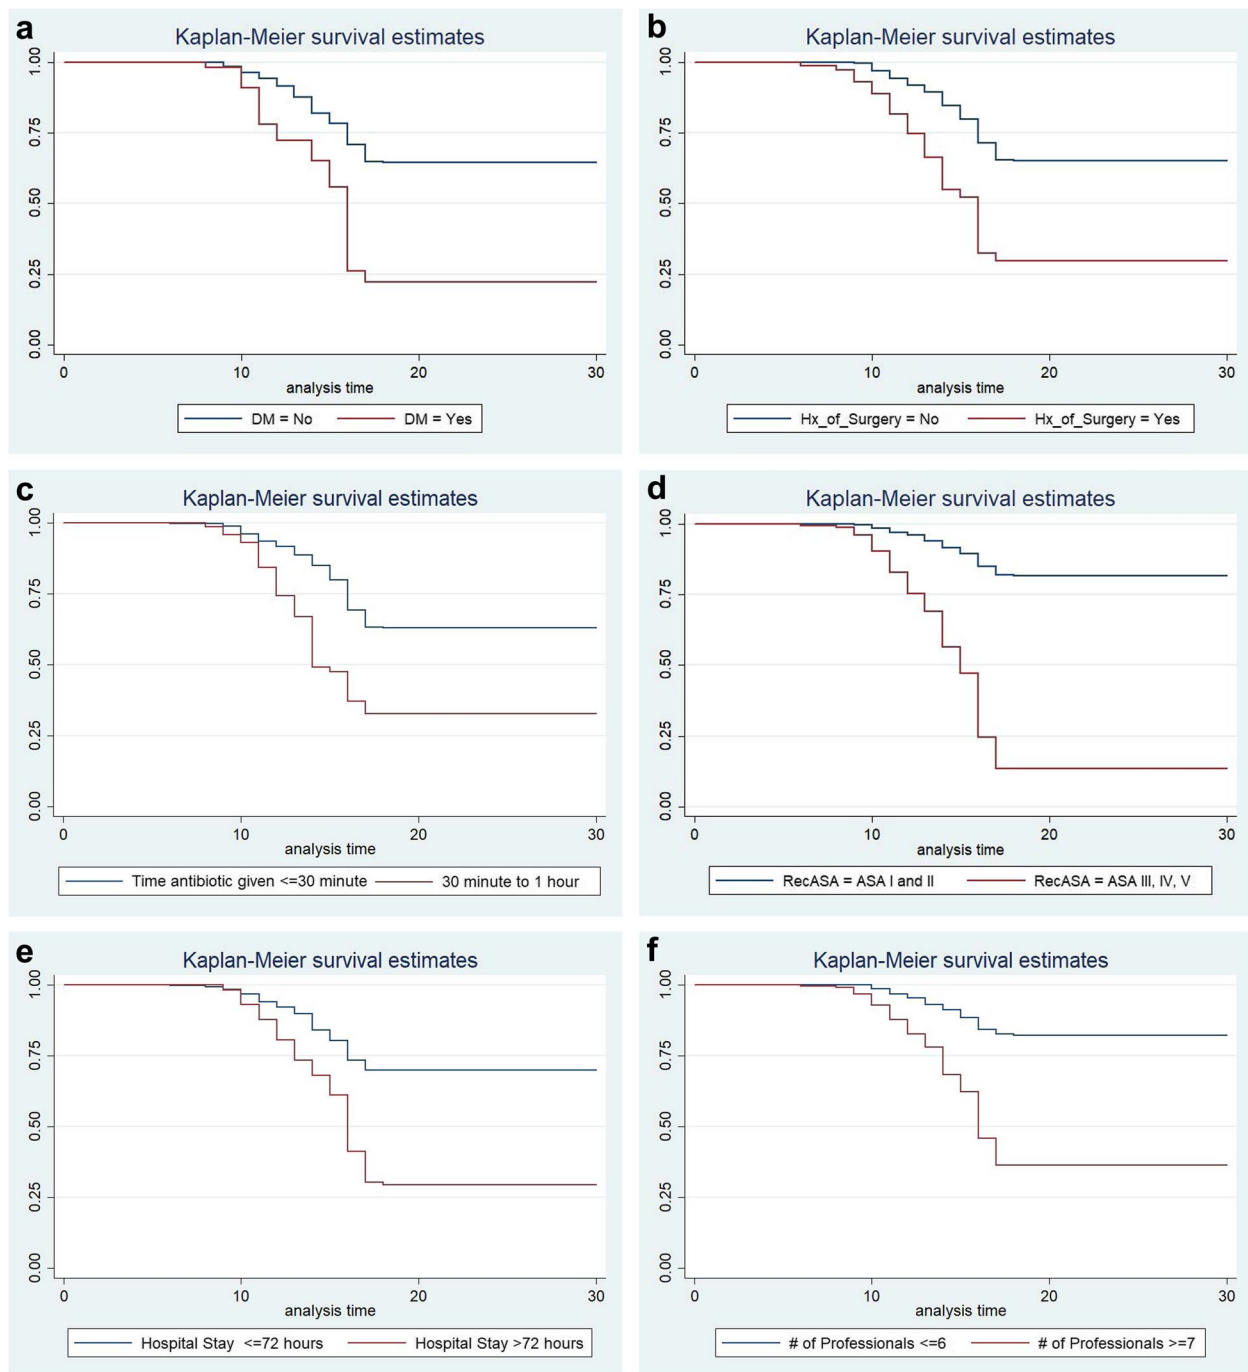 a
Kaplan-Meier survival estimates
1.00
0.75
0.50
0.25
0.00
0 10 20 30
analysis time
DM = No DM = Yes
b
Kaplan-Meier survival estimates
1.00
0.75
0.50
0.25
0.00
0 10 20 30
analysis time
Hx_of_Surgery = No Hx_of_Surgery = Yes
c
Kaplan-Meier survival estimates
1.00
0.75
0.50
0.25
0.00
0 10 20 30
analysis time
Time antibiotic given <=30 minute 30 minute to 1 hour
d
Kaplan-Meier survival estimates
1.00
0.75
0.50
0.25
0.00
0 10 20 30
analysis time
RecASA = ASA I and II RecASA = ASA III, IV, V
e
Kaplan-Meier survival estimates
1.00
0.75
0.50
0.25
0.00
0 10 20 30
analysis time
Hospital Stay <=72 hours Hospital Stay >72 hours
f
Kaplan-Meier survival estimates
1.00
0.75
0.50
0.25
0.00
0 10 20 30
analysis time
# of Professionals <=6 # of Professionals >=7